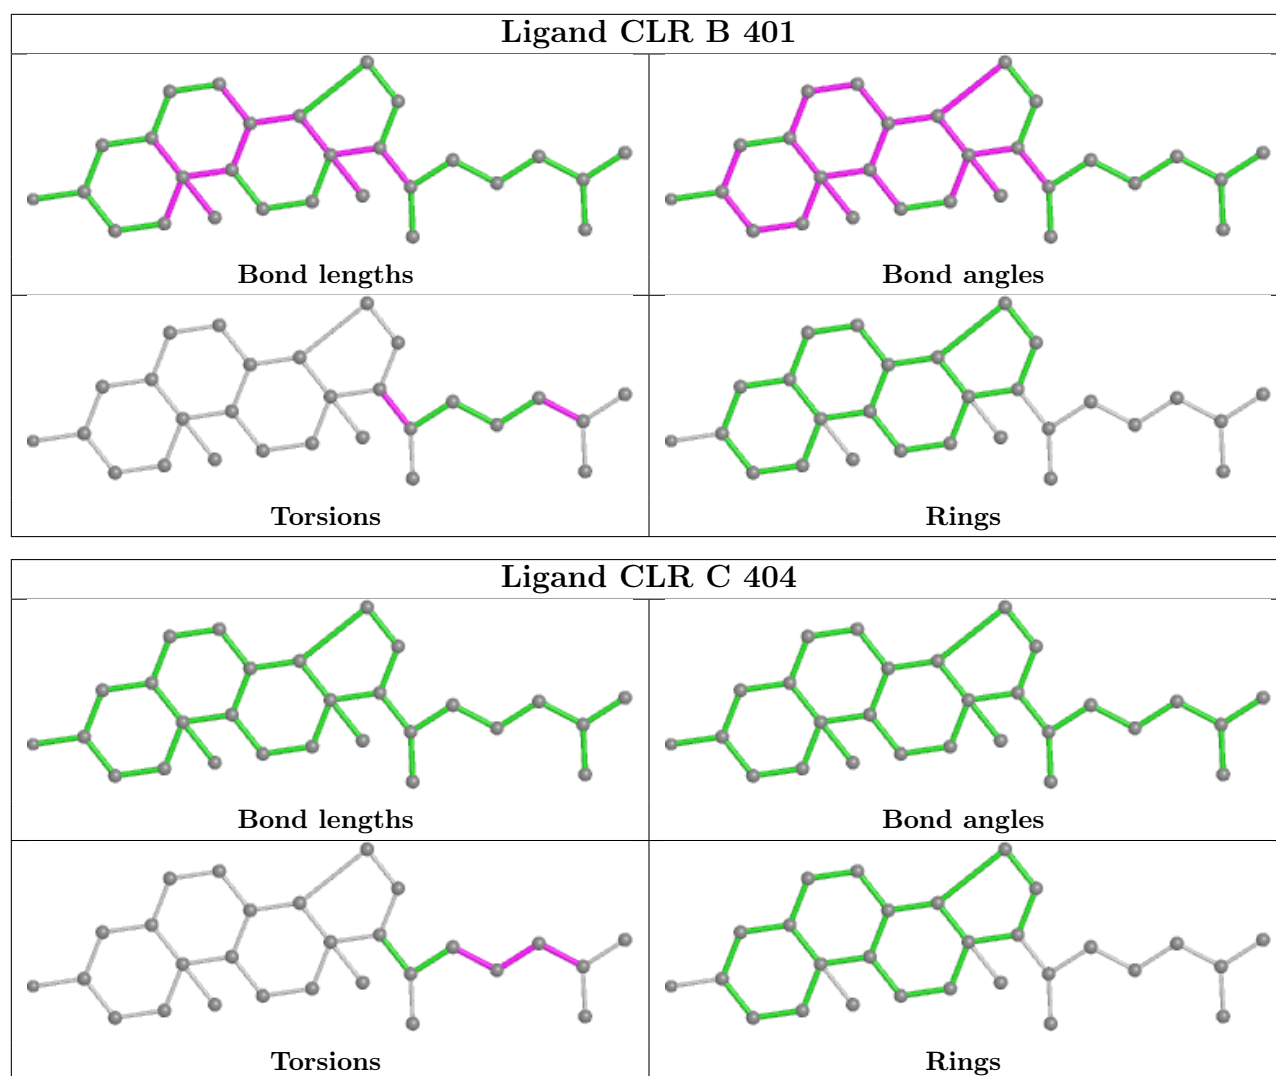 Ligand CLR B 401
Bond lengths
Bond angles
Torsions
Rings
Ligand CLR C 404
Bond lengths
Bond angles
Torsions
Rings